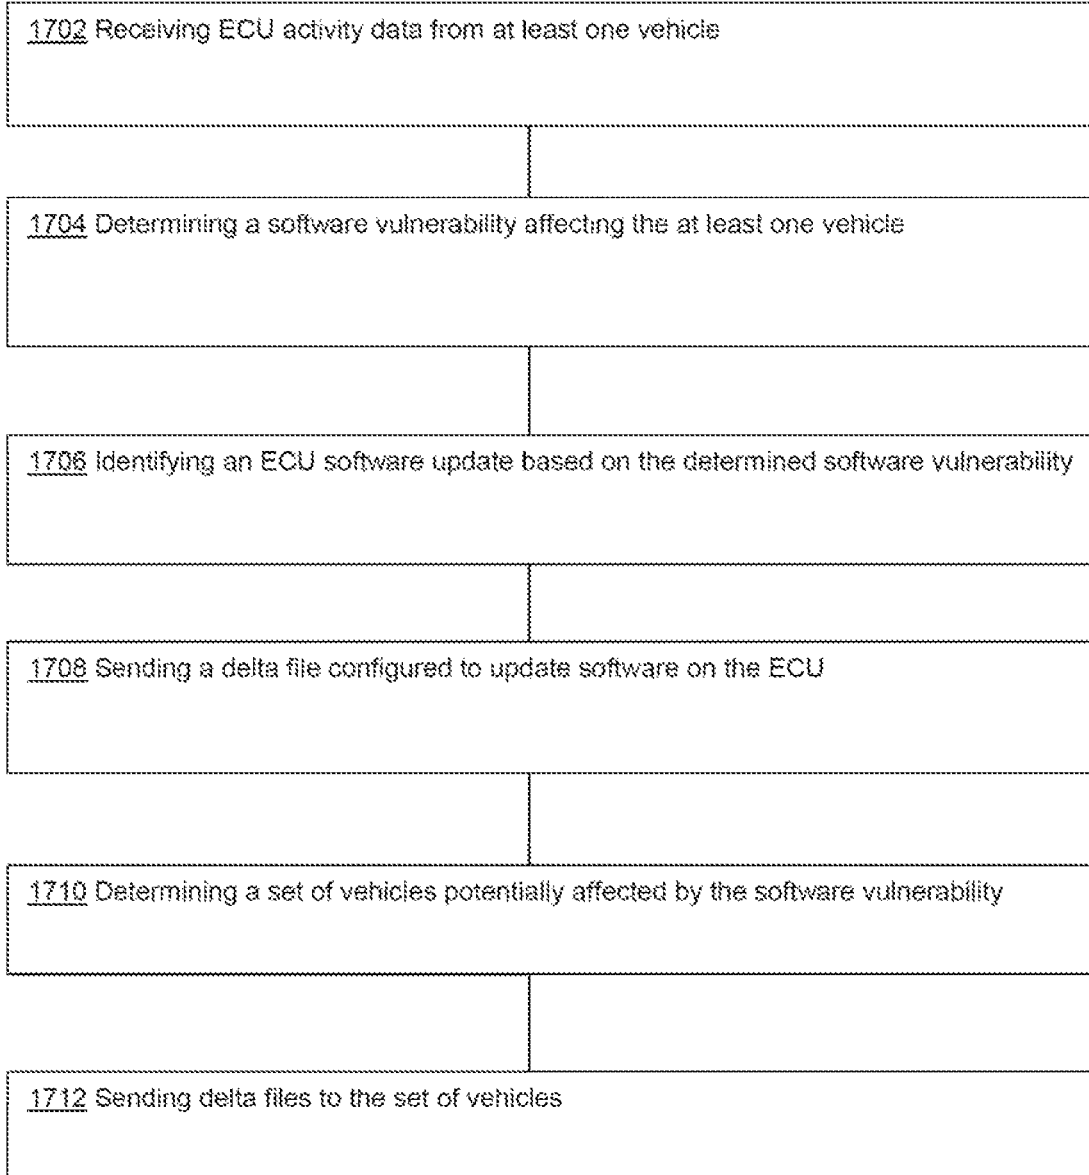 1702 Receiving ECU activity data from at least one vehicle
1704 Determining a software vulnerability affecting the at least one vehicle
1706 Identifying an ECU software update based on the determined software vulnerability
1708 Sending a delta file configured to update software on the ECU
1710 Determining a set of vehicles potentially affected by the software vulnerability
1712 Sending delta files to the set of vehicles